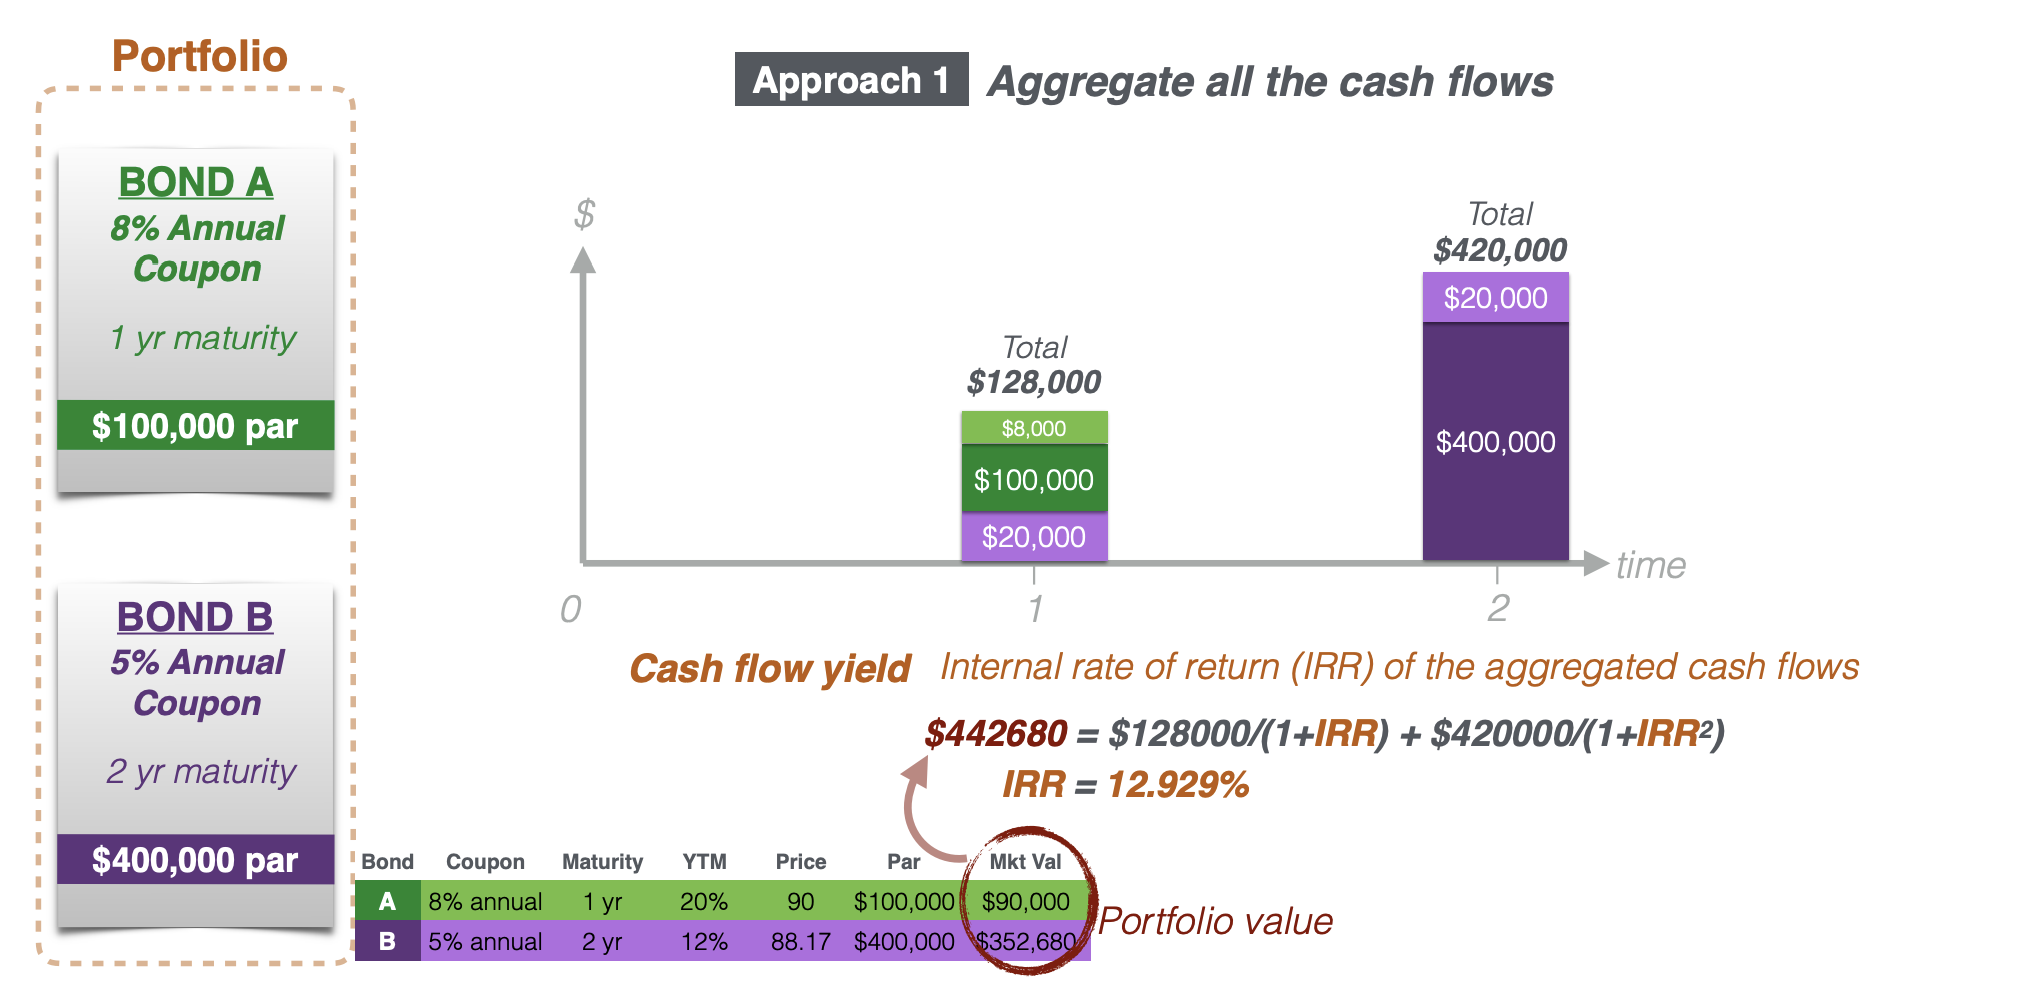 Portfolio
BOND A
8% Annual
Coupon
1 yr maturity
$100,000 par
BOND B
5% Annual
Coupon
2 yr maturity
$400,000 par
Approach 1 Aggregate all the cash flows
$
Total
$420,000
$20,000
$400,000
Total
$128,000
$8,000
$100,000
$20,000
time
0 1 2
Cash flow yield Internal rate of return (IRR) of the aggregated cash flows
$442680 = $128000/(1+IRR) + $420000/(1+IRR²)
IRR = 12.929%
Bond Coupon Maturity YTM Price Par Mkt Val
A 8% annual 1 yr 20% 90 $100,000 $90,000
B 5% annual 2 yr 12% 88.17 $400,000 $352,680
Portfolio value